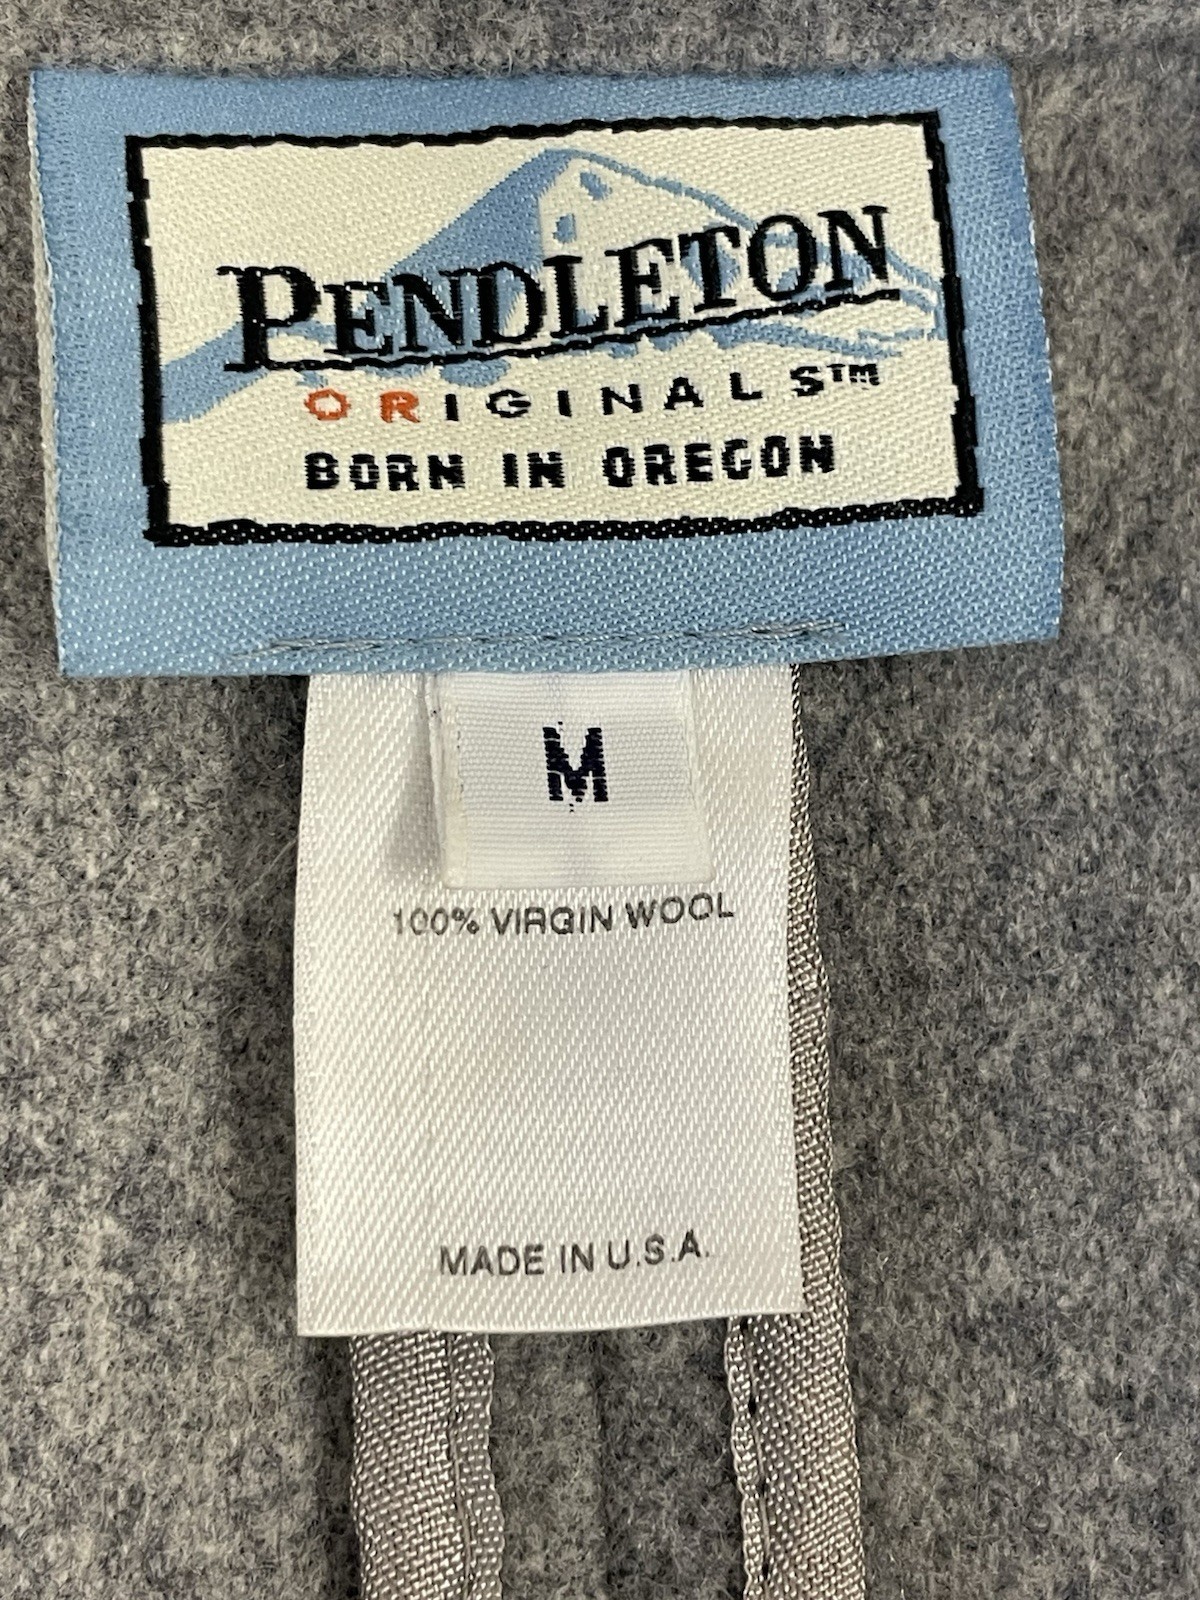 PENDLETON
ORIGINALS™
BORN IN OREGON
M
100% VIRGIN WOOL
MADE IN U.S.A.